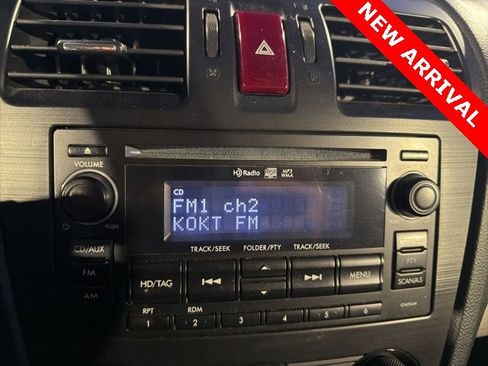 NEW ARRIVAL
HD Radio MP3
WMA
VOLUME
CD
FM1 ch2
KOKT FM
PUSH
TRACK/SEEK FOLDER/PTY TRACK/SEEK
CD/AUX
FM
AM
HD/TAG
MENU
PTY
SCAN/LS
RPT RDM
1 2 3 4 5 6